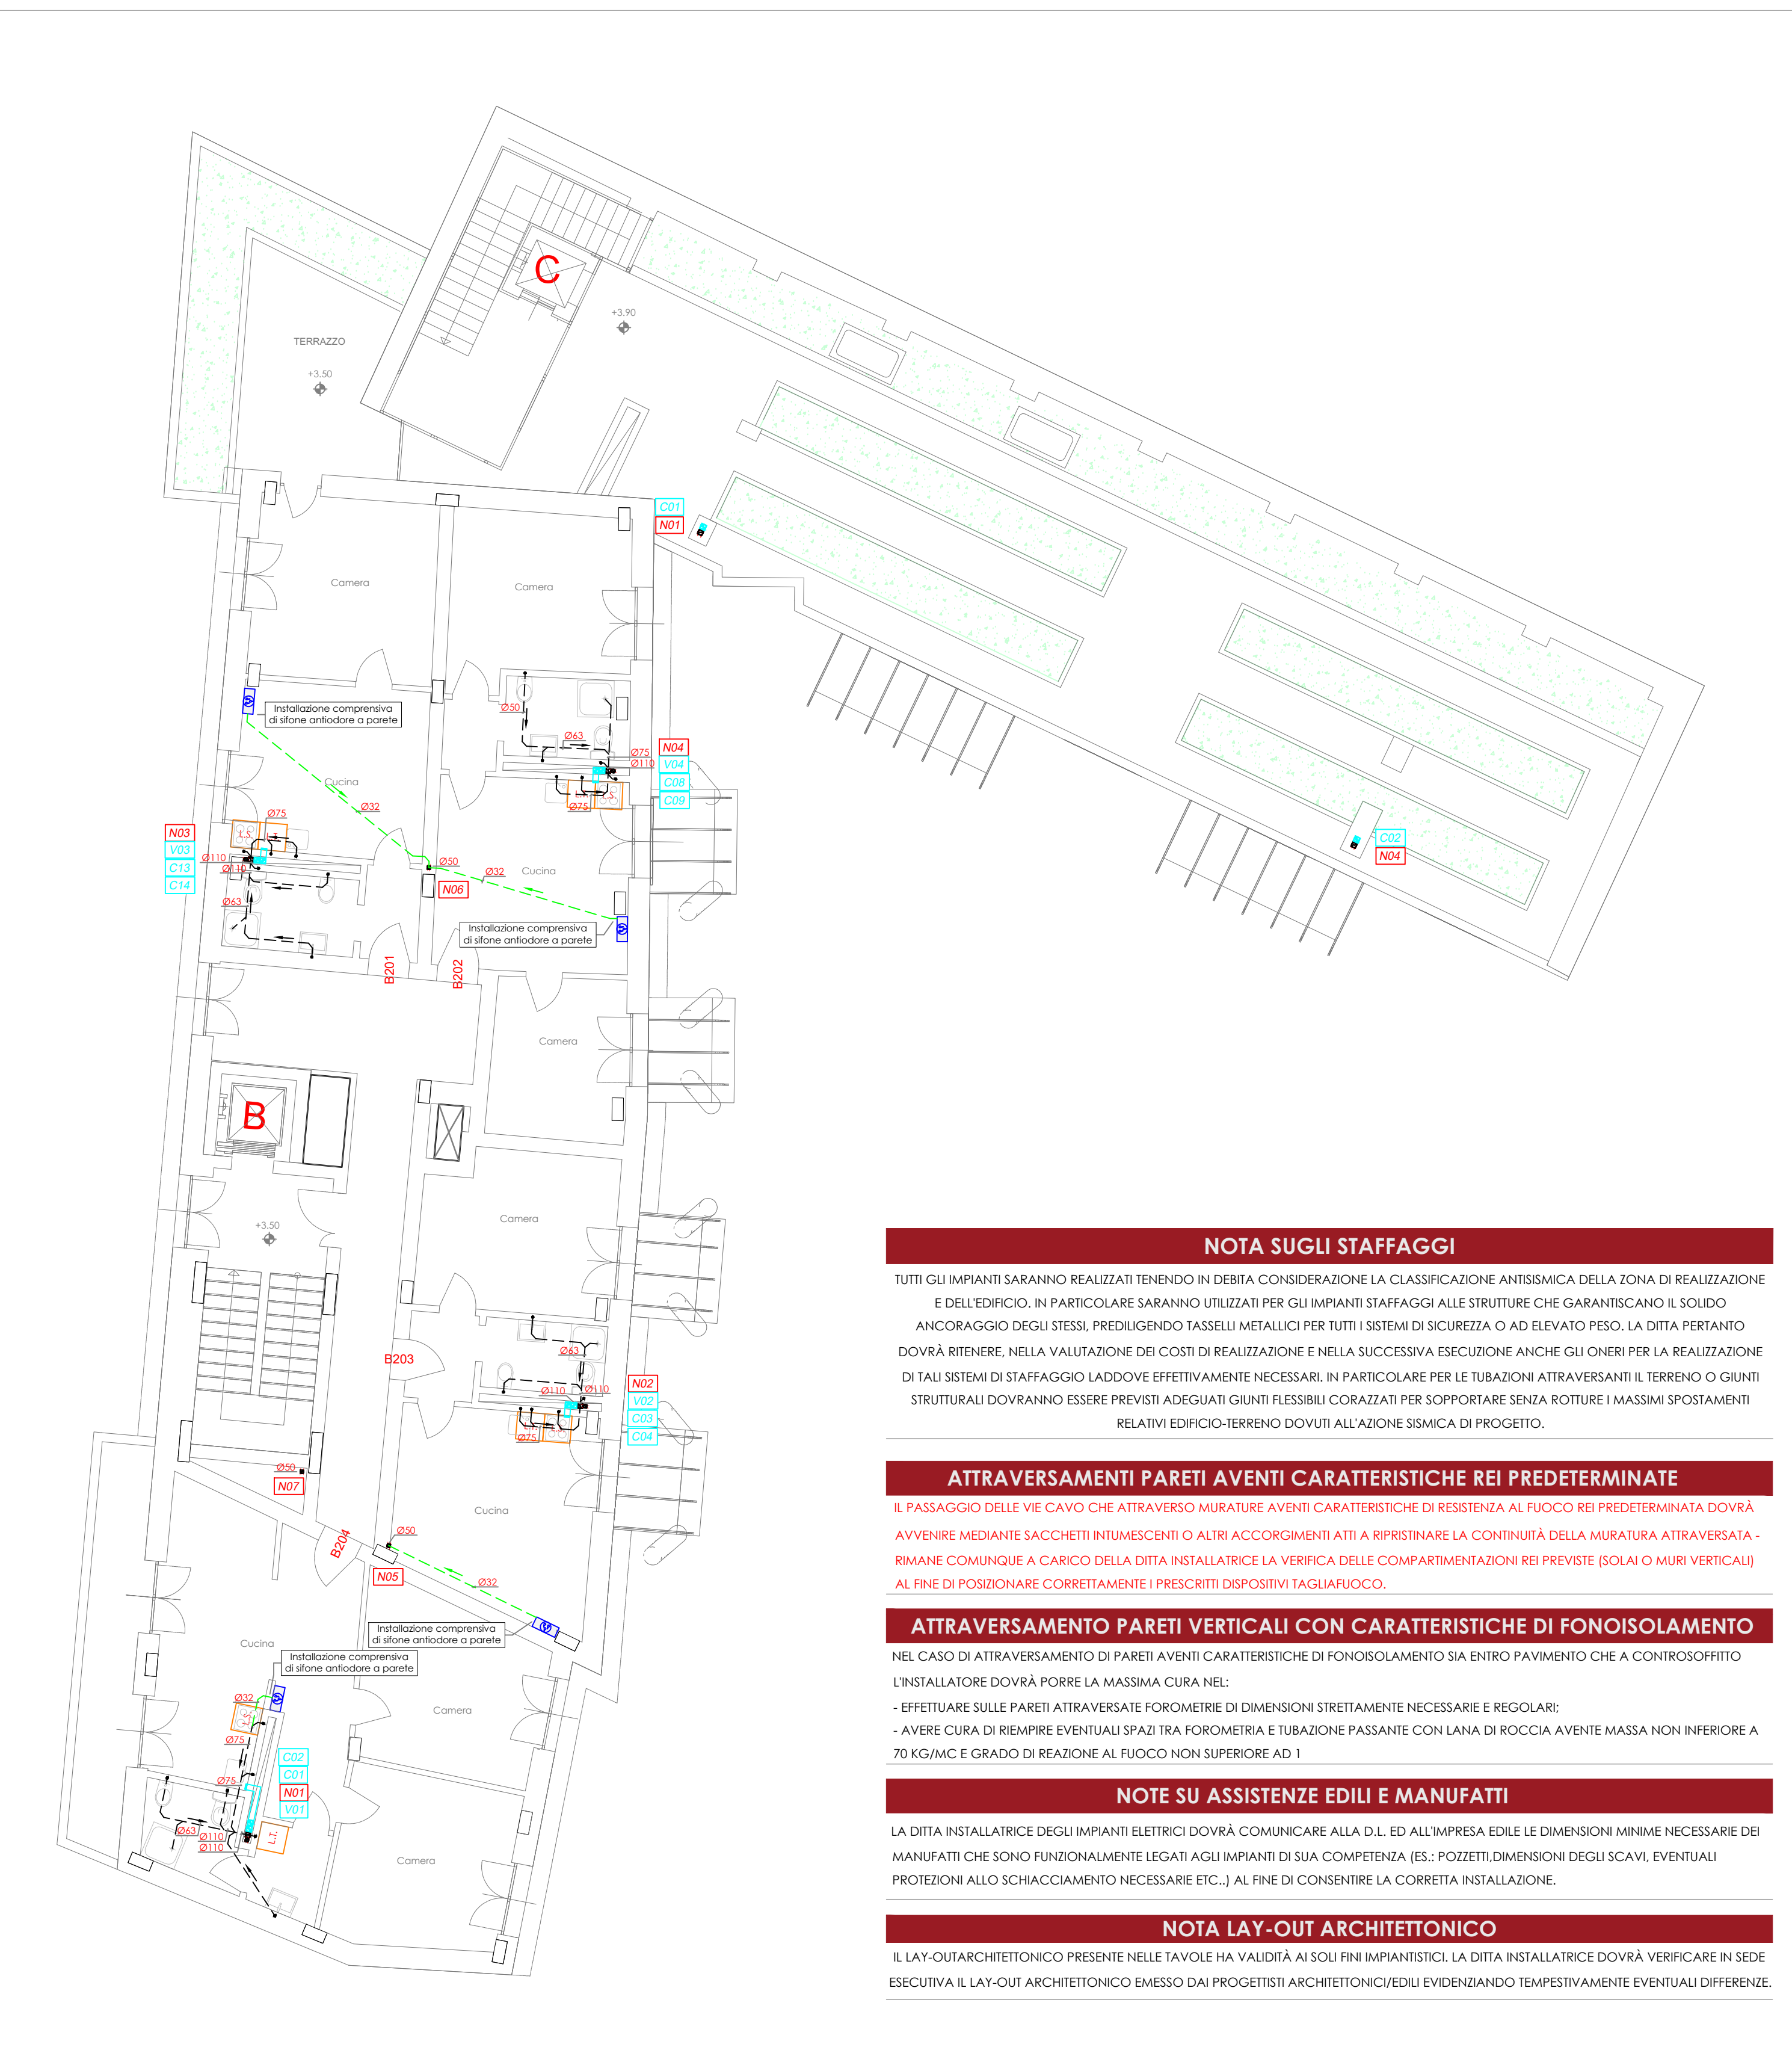 C
+3.90
TERRAZZO
+3.50
C01
N01
Camera
Camera
Installazione comprensiva
di sifone antiodore a parete
Ø50
Ø63
Ø75
Ø110
N04
V04
C08
C09
L.S.
Ø75
Cucina
Ø32
Ø75
L.S.
N03
V03
C13
C14
Ø110
Ø110
Ø63
Ø50
N06
Ø32
Cucina
Installazione comprensiva
di sifone antiodore a parete
C02
N04
B201
B202
Camera
B
Camera
+3.50
B203
Ø63
Ø110
Ø110
N02
V02
C03
C04
Ø75
Ø50
N07
Cucina
B204
Ø50
N05
Ø32
Installazione comprensiva
di sifone antiodore a parete
Cucina
Installazione comprensiva
di sifone antiodore a parete
Ø32
L.S.
Ø75
Camera
C02
C01
N01
V01
Ø75
Ø63
Ø110
Ø110
L.T.
Camera
NOTA SUGLI STAFFAGGI
TUTTI GLI IMPIANTI SARANNO REALIZZATI TENENDO IN DEBITA CONSIDERAZIONE LA CLASSIFICAZIONE ANTISISMICA DELLA ZONA DI REALIZZAZIONE
E DELL'EDIFICIO. IN PARTICOLARE SARANNO UTILIZZATI PER GLI IMPIANTI STAFFAGGI ALLE STRUTTURE CHE GARANTISCANO IL SOLIDO
ANCORAGGIO DEGLI STESSI, PREDILIGENDO TASSELLI METALLICI PER TUTTI I SISTEMI DI SICUREZZA O AD ELEVATO PESO. LA DITTA PERTANTO
DOVRÀ RITENERE, NELLA VALUTAZIONE DEI COSTI DI REALIZZAZIONE E NELLA SUCCESSIVA ESECUZIONE ANCHE GLI ONERI PER LA REALIZZAZIONE
DI TALI SISTEMI DI STAFFAGGIO LADDOVE EFFETTIVAMENTE NECESSARI. IN PARTICOLARE PER LE TUBAZIONI ATTRAVERSANTI IL TERRENO O GIUNTI
STRUTTURALI DOVRANNO ESSERE PREVISTI ADEGUATI GIUNTI FLESSIBILI CORAZZATI PER SOPPORTARE SENZA ROTTURE I MASSIMI SPOSTAMENTI
RELATIVI EDIFICIO-TERRENO DOVUTI ALL'AZIONE SISMICA DI PROGETTO.
ATTRAVERSAMENTI PARETI AVENTI CARATTERISTICHE REI PREDETERMINATE
IL PASSAGGIO DELLE VIE CAVO CHE ATTRAVERSO MURATURE AVENTI CARATTERISTICHE DI RESISTENZA AL FUOCO REI PREDETERMINATA DOVRÀ
AVVENIRE MEDIANTE SACCHETTI INTUMESCENTI O ALTRI ACCORGIMENTI ATTI A RIPRISTINARE LA CONTINUITÀ DELLA MURATURA ATTRAVERSATA -
RIMANE COMUNQUE A CARICO DELLA DITTA INSTALLATRICE LA VERIFICA DELLE COMPARTIMENTAZIONI REI PREVISTE (SOLAI O MURI VERTICALI)
AL FINE DI POSIZIONARE CORRETTAMENTE I PRESCRITTI DISPOSITIVI TAGLIAFUOCO.
ATTRAVERSAMENTO PARETI VERTICALI CON CARATTERISTICHE DI FONOISOLAMENTO
NEL CASO DI ATTRAVERSAMENTO DI PARETI AVENTI CARATTERISTICHE DI FONOISOLAMENTO SIA ENTRO PAVIMENTO CHE A CONTROSOFFITTO
L'INSTALLATORE DOVRÀ PORRE LA MASSIMA CURA NEL:
- EFFETTUARE SULLE PARETI ATTRAVERSATE FOROMETRIE DI DIMENSIONI STRETTAMENTE NECESSARIE E REGOLARI;
- AVERE CURA DI RIEMPIRE EVENTUALI SPAZI TRA FOROMETRIA E TUBAZIONE PASSANTE CON LANA DI ROCCIA AVENTE MASSA NON INFERIORE A
70 KG/MC E GRADO DI REAZIONE AL FUOCO NON SUPERIORE AD 1
NOTE SU ASSISTENZE EDILI E MANUFATTI
LA DITTA INSTALLATRICE DEGLI IMPIANTI ELETTRICI DOVRÀ COMUNICARE ALLA D.L. ED ALL'IMPRESA EDILE LE DIMENSIONI MINIME NECESSARIE DEI
MANUFATTI CHE SONO FUNZIONALMENTE LEGATI AGLI IMPIANTI DI SUA COMPETENZA (ES.: POZZETTI,DIMENSIONI DEGLI SCAVI, EVENTUALI
PROTEZIONI ALLO SCHIACCIAMENTO NECESSARIE ETC..) AL FINE DI CONSENTIRE LA CORRETTA INSTALLAZIONE.
NOTA LAY-OUT ARCHITETTONICO
IL LAY-OUTARCHITETTONICO PRESENTE NELLE TAVOLE HA VALIDITÀ AI SOLI FINI IMPIANTISTICI. LA DITTA INSTALLATRICE DOVRÀ VERIFICARE IN SEDE
ESECUTIVA IL LAY-OUT ARCHITETTONICO EMESSO DAI PROGETTISTI ARCHITETTONICI/EDILI EVIDENZIANDO TEMPESTIVAMENTE EVENTUALI DIFFERENZE.